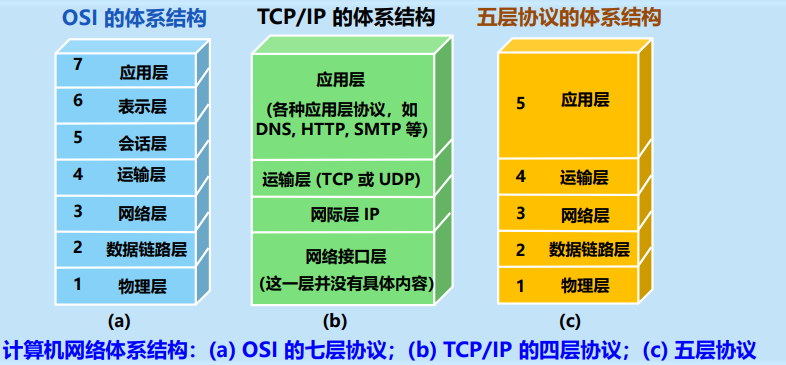 OSI 的体系结构
TCP/IP 的体系结构
五层协议的体系结构
7 应用层
6 表示层
5 会话层
4 运输层
3 网络层
2 数据链路层
1 物理层
(a)
应用层
(各种应用层协议，如
DNS, HTTP, SMTP 等)
运输层 (TCP 或 UDP)
网际层 IP
网络接口层
(这一层并没有具体内容)
(b)
5 应用层
4 运输层
3 网络层
2 数据链路层
1 物理层
(c)
计算机网络体系结构：(a) OSI 的七层协议；(b) TCP/IP 的四层协议；(c) 五层协议